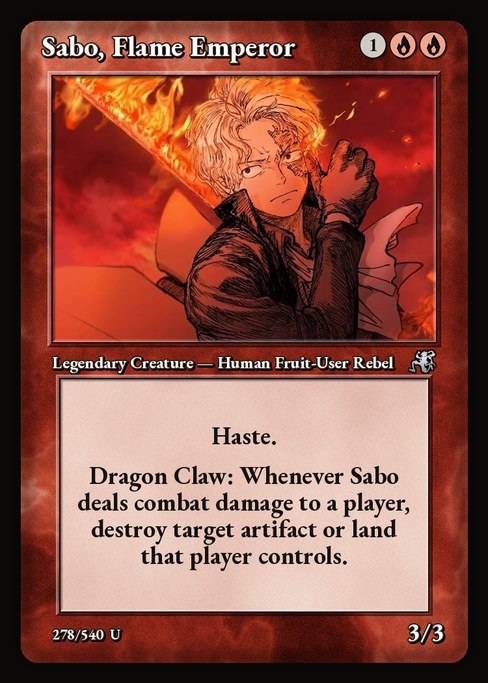 Sabo, Flame Emperor 1
Legendary Creature — Human Fruit-User Rebel
Haste.
Dragon Claw: Whenever Sabo
deals combat damage to a player,
destroy target artifact or land
that player controls.
278/540 U 3/3